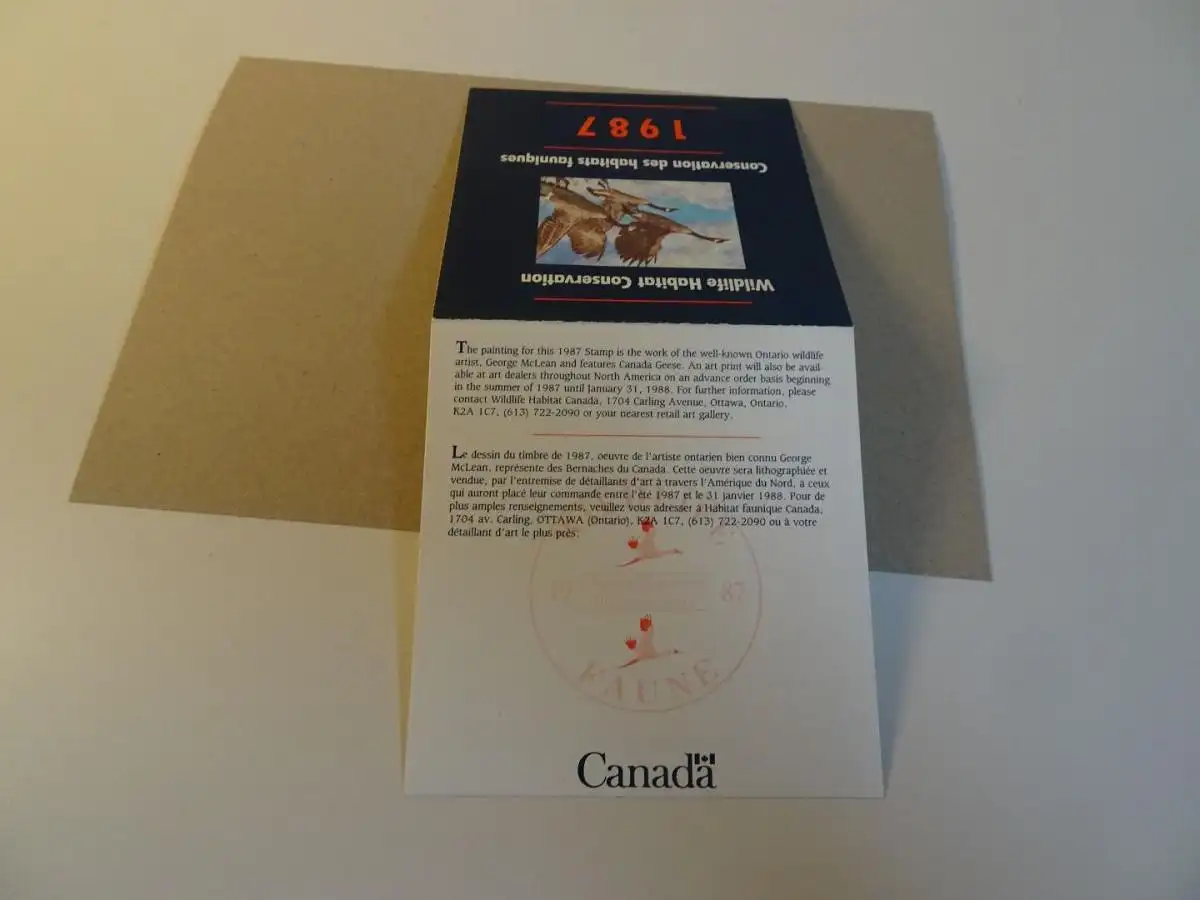 Wildlife Habitat Conservation
Conservation des habitats fauniques
1987
The painting for this 1987 Stamp is the work of the well-known Ontario wildlife
artist, George McLean and features Canada Geese. An art print will also be avail
able at art dealers throughout North America on an advance order basis beginning
in the summer of 1987 until January 31, 1988. For further information, please
contact Wildlife Habitat Canada, 1704 Carling Avenue, Ottawa, Ontario,
K2A 1C7, (613) 722-2090 or your nearest retail art gallery.
Le dessin du timbre de 1987, oeuvre de l'artiste ontarien bien connu George
McLean, représente des Bernaches du Canada. Cette oeuvre sera lithographiée et
vendue, par l'entremise de détaillants d'art à travers l'Amérique du Nord, à ceux
qui auront placé leur commande entre l'été 1987 et le 31 janvier 1988. Pour de
plus amples renseignements, veuillez vous adresser à Habitat faunique Canada,
1704 av. Carling, OTTAWA (Ontario), K2A 1C7, (613) 722-2090 ou à votre
détaillant d'art le plus près.
19 87
FAUNE
Canada